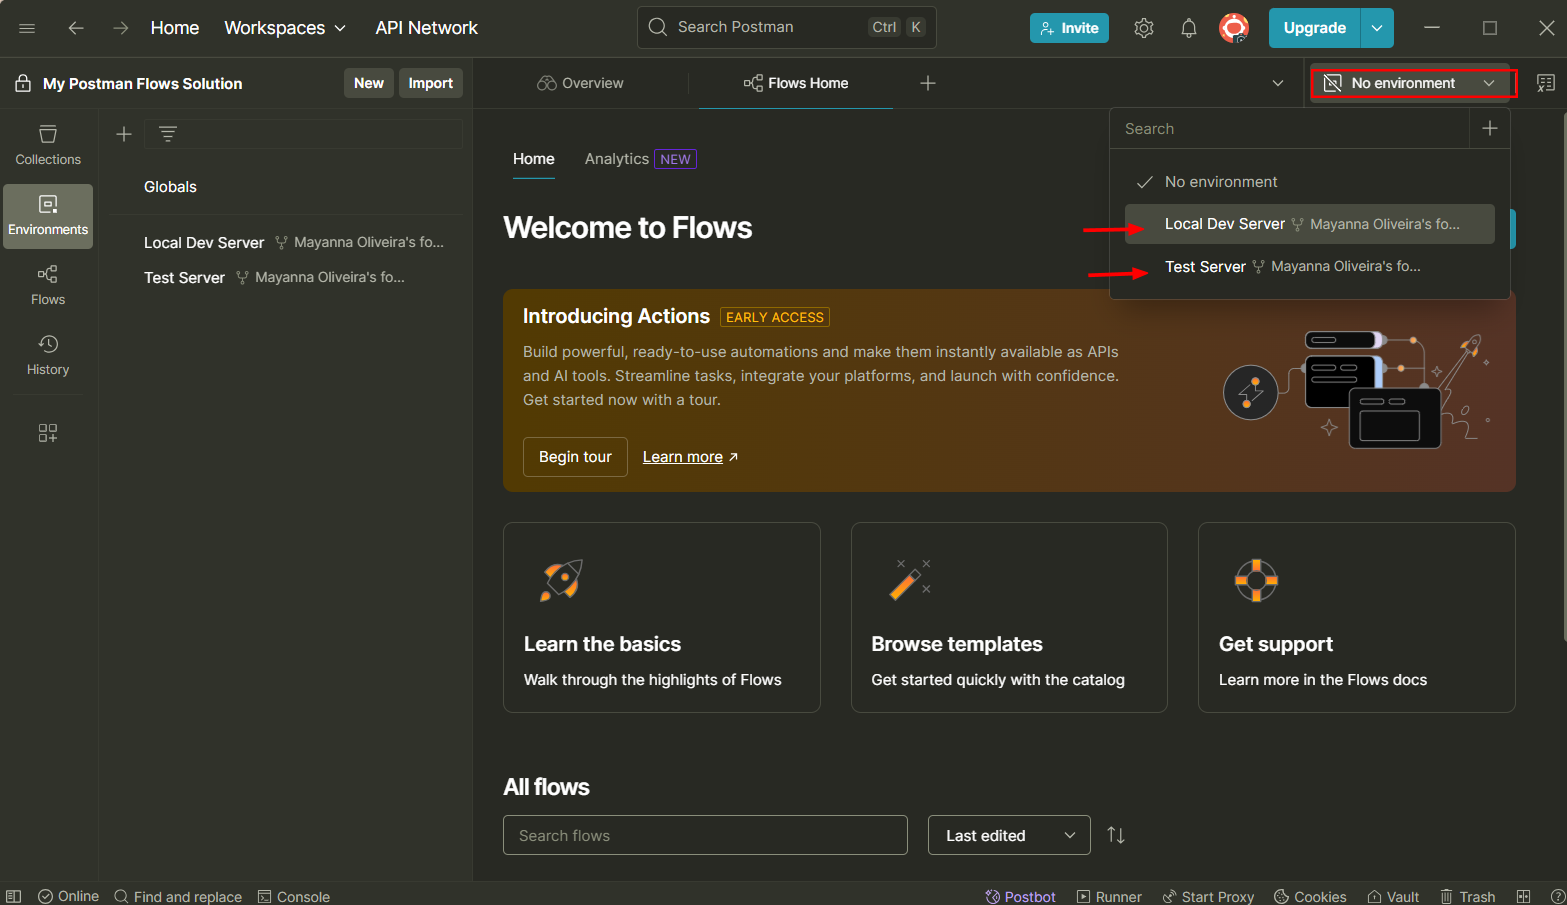 Home Workspaces API Network Search Postman Ctrl K Invite Upgrade
My Postman Flows Solution New Import Overview Flows Home No environment
Search
Collections
Environments
Flows
History
Globals
Local Dev Server Mayanna Oliveira's fo...
Test Server Mayanna Oliveira's fo...
Home Analytics NEW
No environment
Local Dev Server Mayanna Oliveira's fo...
Test Server Mayanna Oliveira's fo...
Welcome to Flows
Introducing Actions EARLY ACCESS
Build powerful, ready-to-use automations and make them instantly available as APIs
and AI tools. Streamline tasks, integrate your platforms, and launch with confidence.
Get started now with a tour.
Begin tour Learn more ↗
Learn the basics
Walk through the highlights of Flows
Browse templates
Get started quickly with the catalog
Get support
Learn more in the Flows docs
All flows
Search flows Last edited
Online Find and replace Console Postbot Runner Start Proxy Cookies Vault Trash